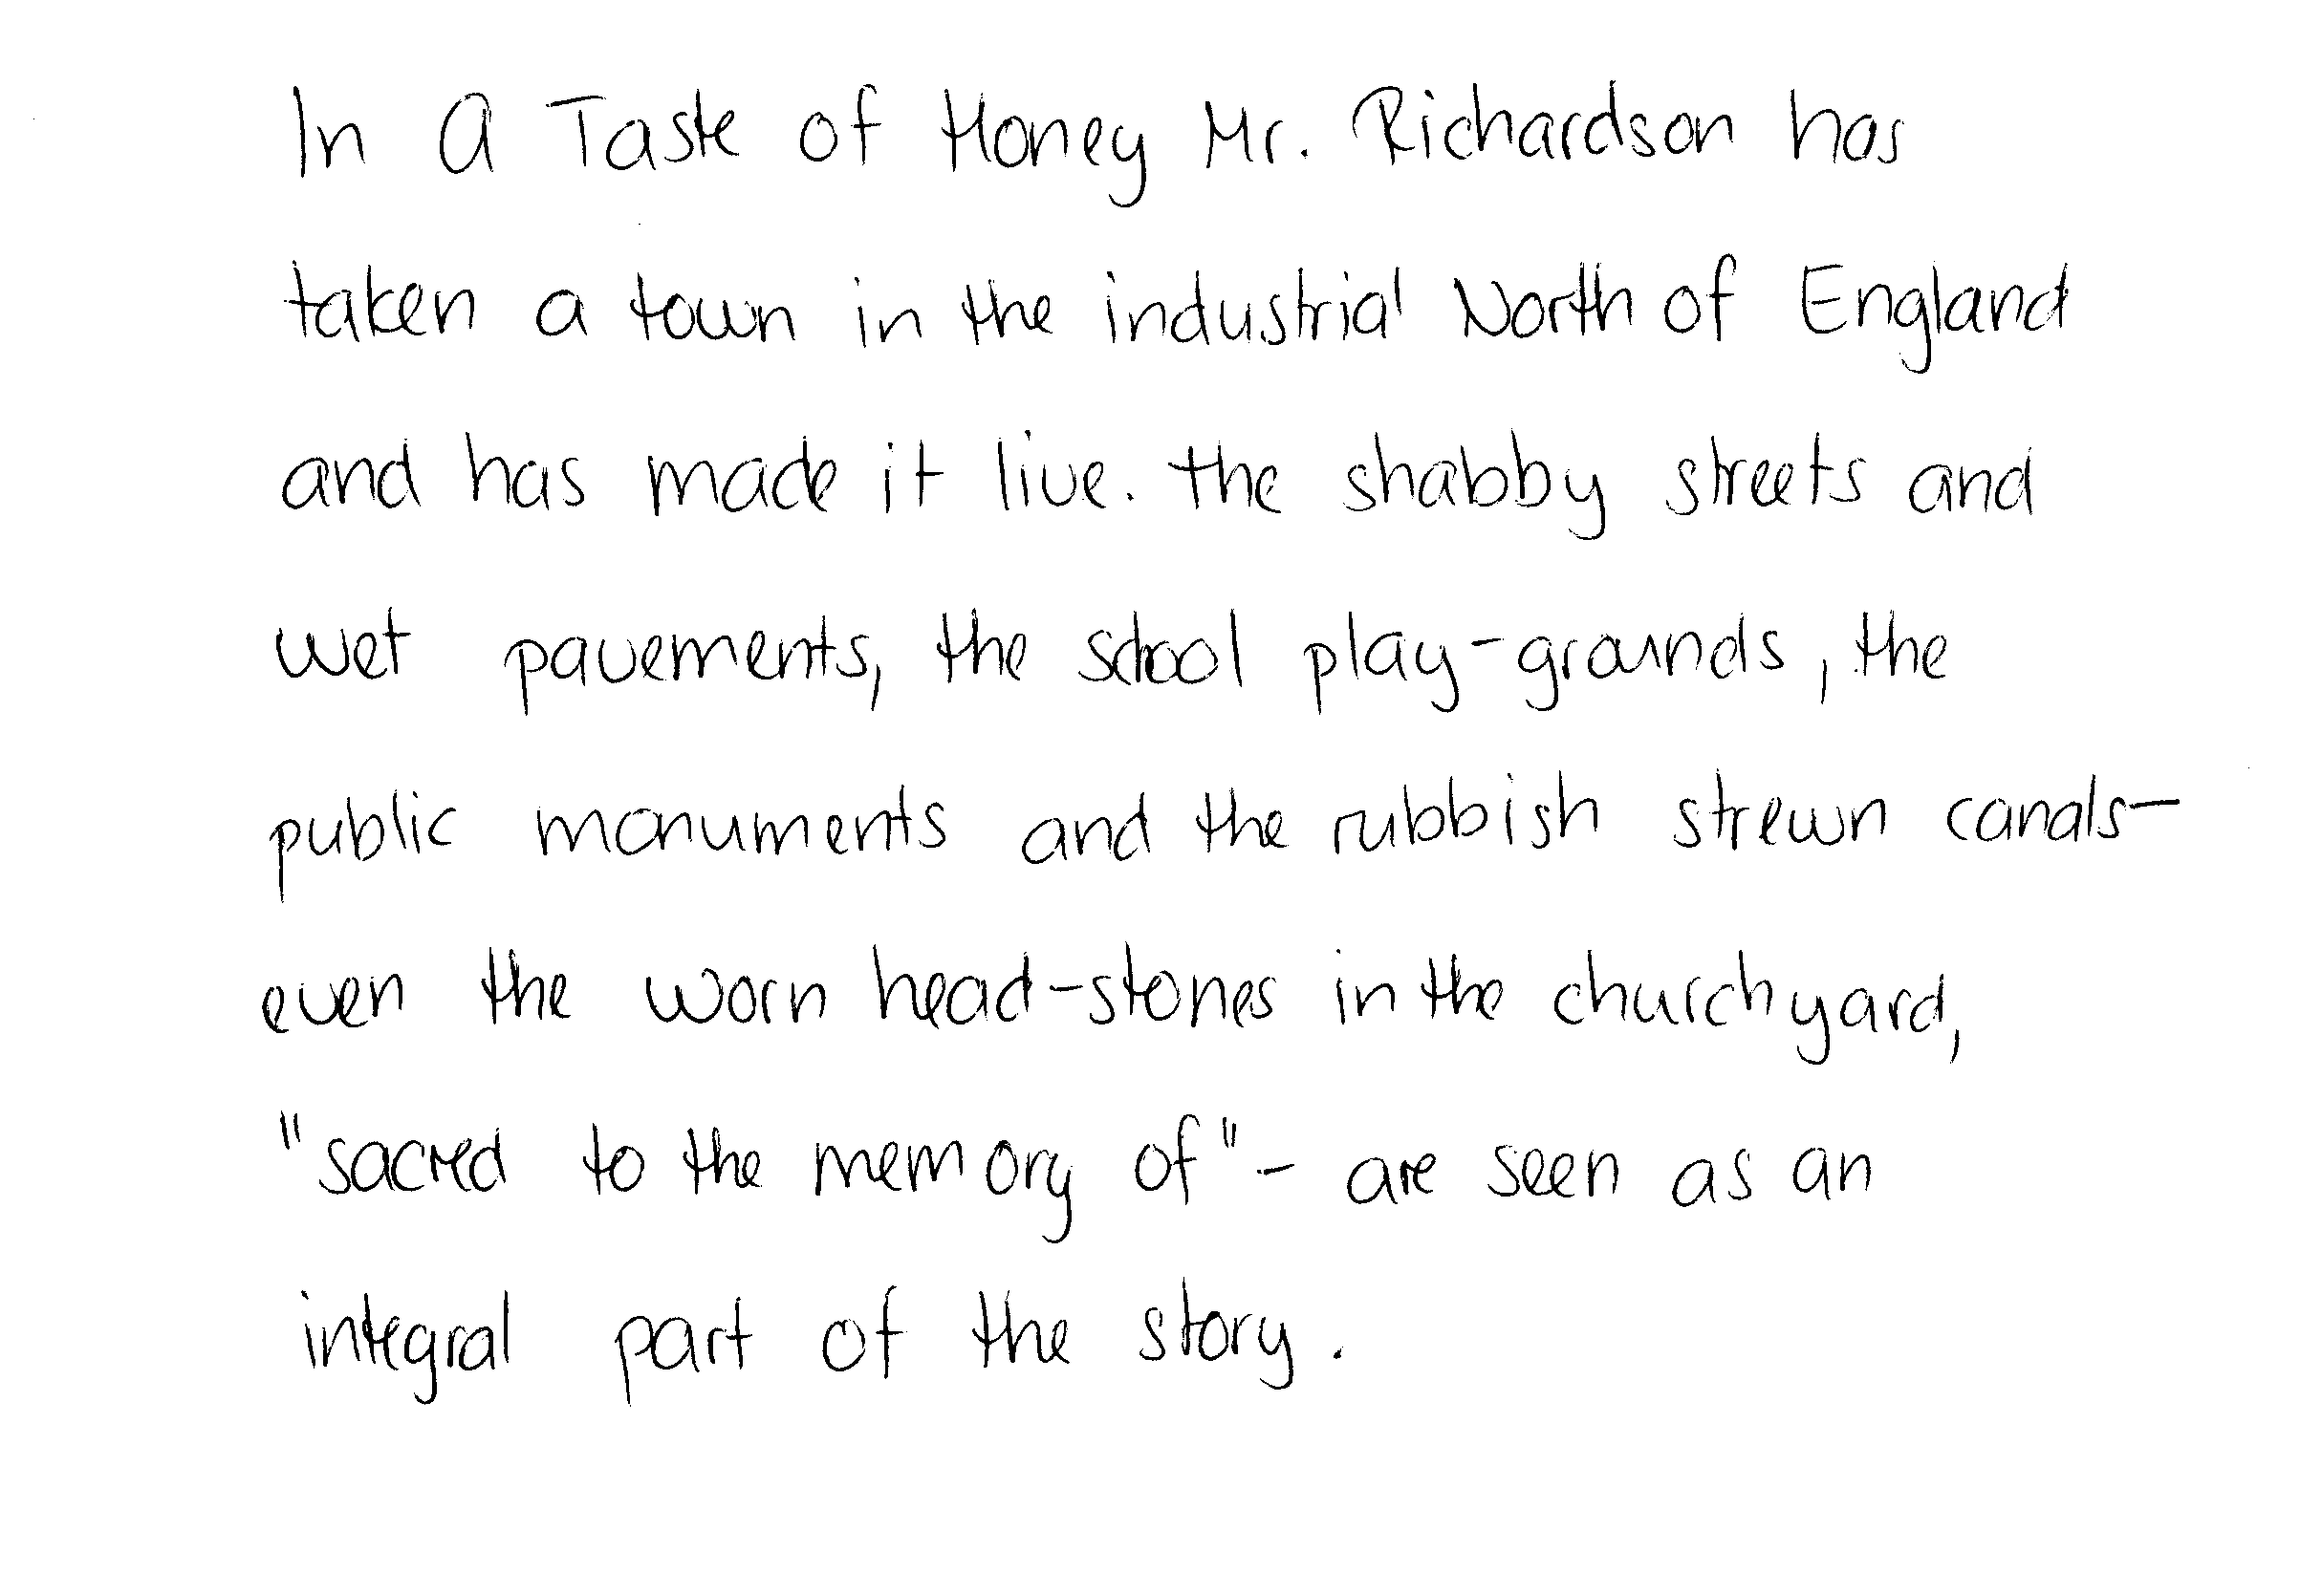 In A Taste of Honey Mr. Richardson has
taken a town in the industrial North of England
and has made it live. the shabby streets and
wet pavements, the school play-grounds, the
public monuments and the rubbish strewn canals-
even the worn head-stones in the churchyard,
"sacred to the memory of" - are seen as an
integral part of the story.